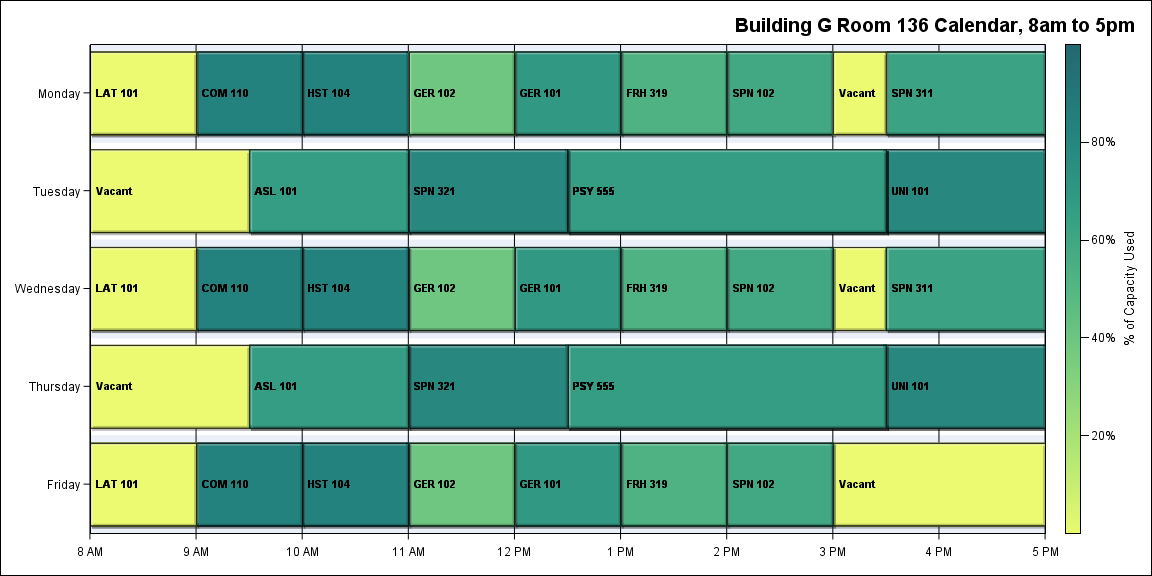 Building G Room 136 Calendar, 8am to 5pm
Monday
LAT 101
COM 110
HST 104
GER 102
GER 101
FRH 319
SPN 102
Vacant
SPN 311
Tuesday
Vacant
ASL 101
SPN 321
PSY 555
UNI 101
Wednesday
LAT 101
COM 110
HST 104
GER 102
GER 101
FRH 319
SPN 102
Vacant
SPN 311
Thursday
Vacant
ASL 101
SPN 321
PSY 555
UNI 101
Friday
LAT 101
COM 110
HST 104
GER 102
GER 101
FRH 319
SPN 102
Vacant
8 AM
9 AM
10 AM
11 AM
12 PM
1 PM
2 PM
3 PM
4 PM
5 PM
80%
60%
40%
20%
% of Capacity Used